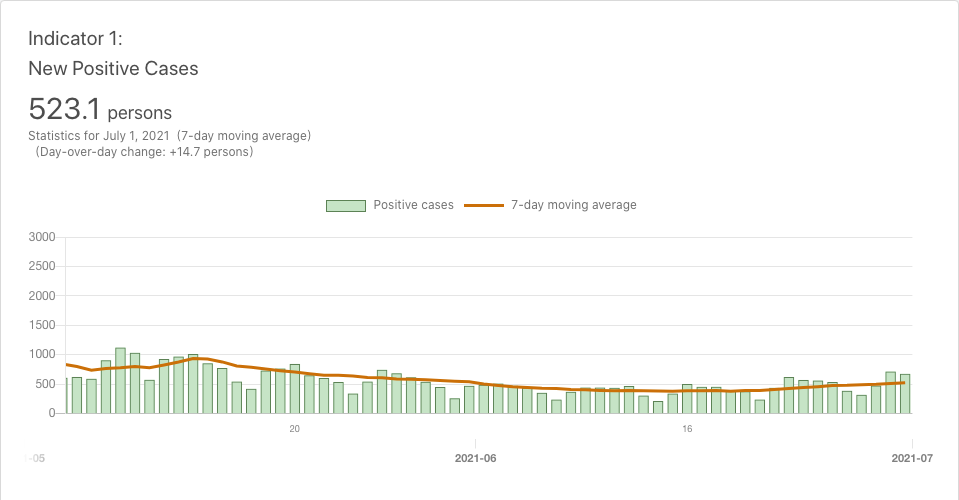 Indicator 1:
New Positive Cases
523.1 persons
Statistics for July 1, 2021 (7-day moving average)
(Day-over-day change: +14.7 persons)
Positive cases 7-day moving average
3000
2500
2000
1500
1000
500
0
20 16
-05 2021-06 2021-07